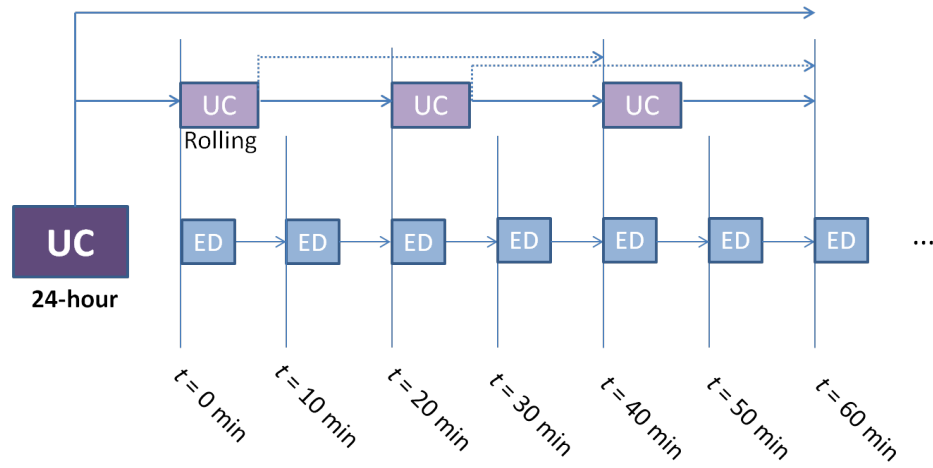 UC
UC
UC
Rolling
UC
24-hour
ED
ED
ED
ED
ED
ED
ED
...
t = 0 min
t = 10 min
t = 20 min
t = 30 min
t = 40 min
t = 50 min
t = 60 min